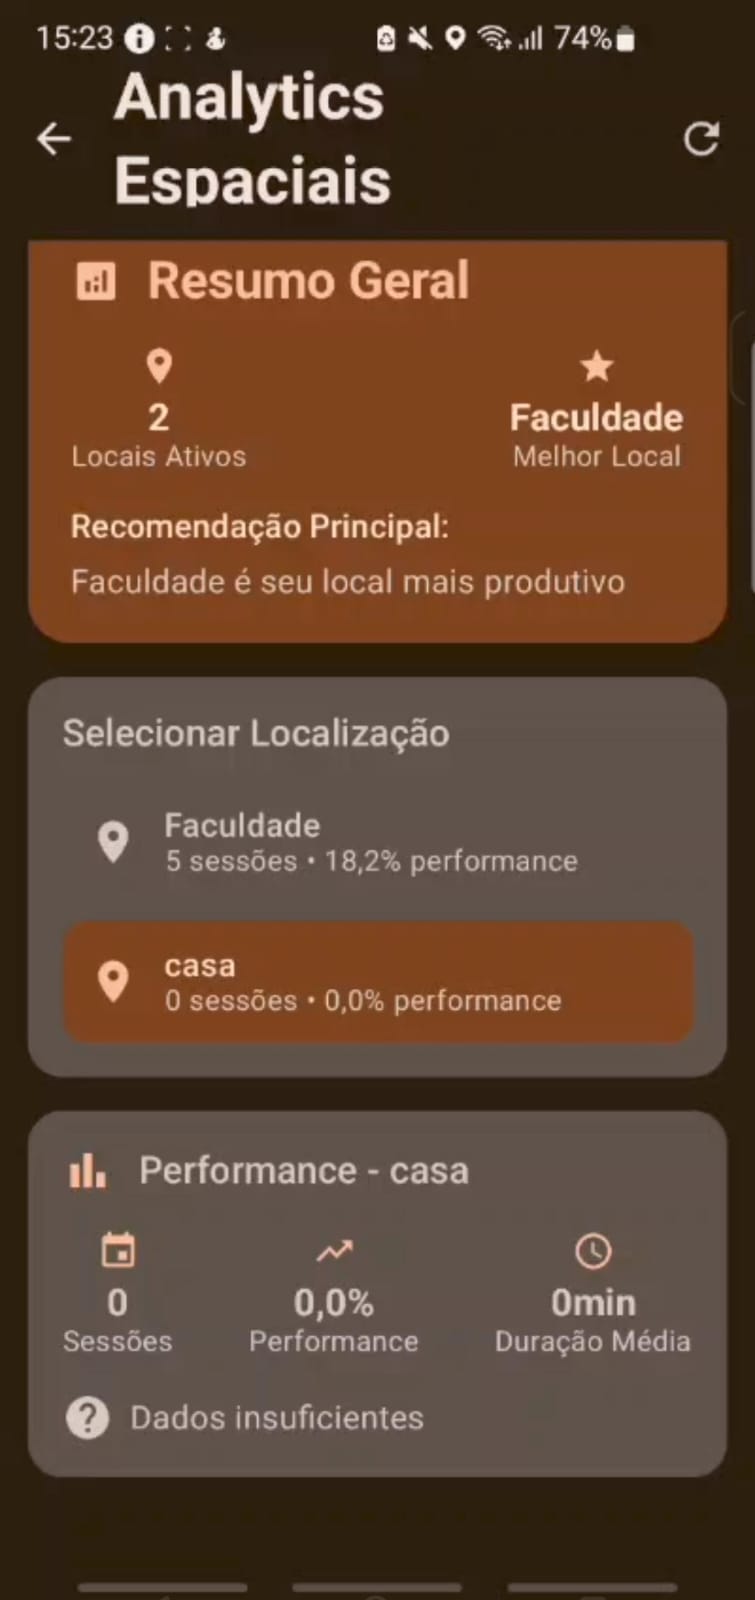 15:23 74%
Analytics
Espaciais
Resumo Geral
2 Faculdade
Locais Ativos Melhor Local
Recomendação Principal:
Faculdade é seu local mais produtivo
Selecionar Localização
Faculdade
5 sessões • 18,2% performance
casa
0 sessões • 0,0% performance
Performance - casa
0 0,0% 0min
Sessões Performance Duração Média
Dados insuficientes